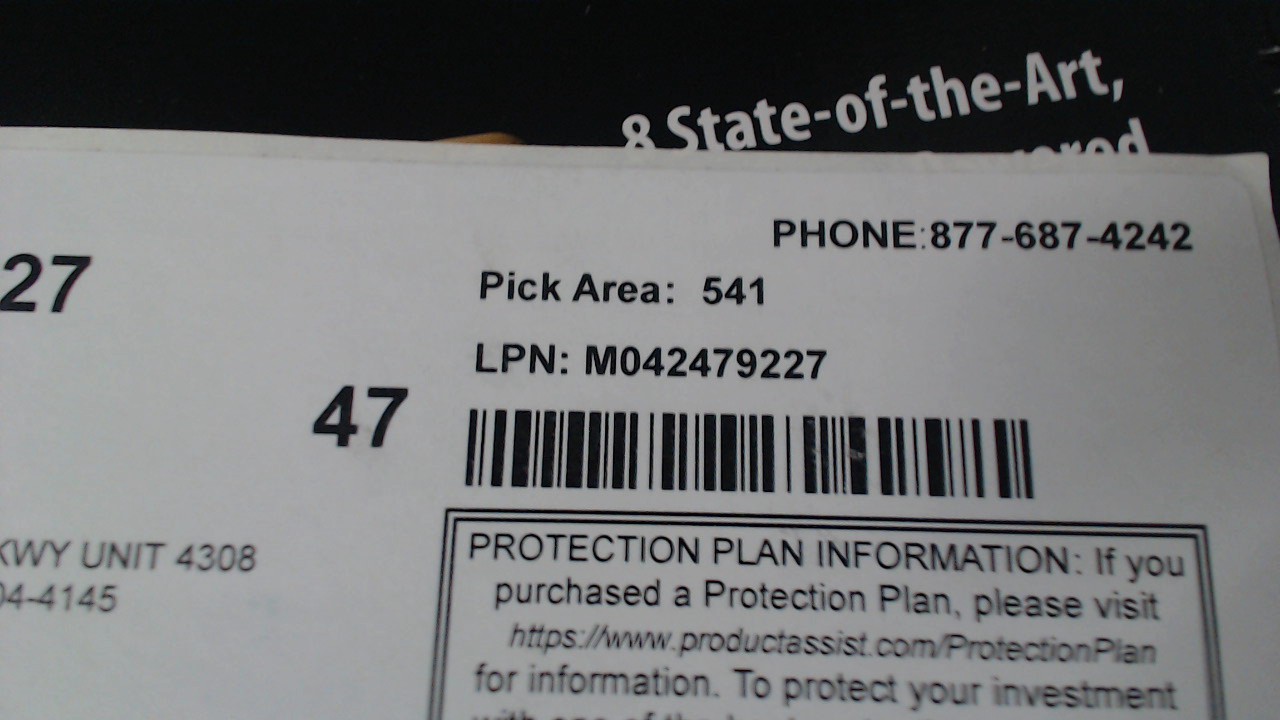 8 State-of-the-Art,
PHONE:877-687-4242
27
Pick Area: 541
LPN: M042479227
47
KWY UNIT 4308
04-4145
PROTECTION PLAN INFORMATION: If you
purchased a Protection Plan, please visit
https://www.productassist.com/ProtectionPlan
for information. To protect your investment